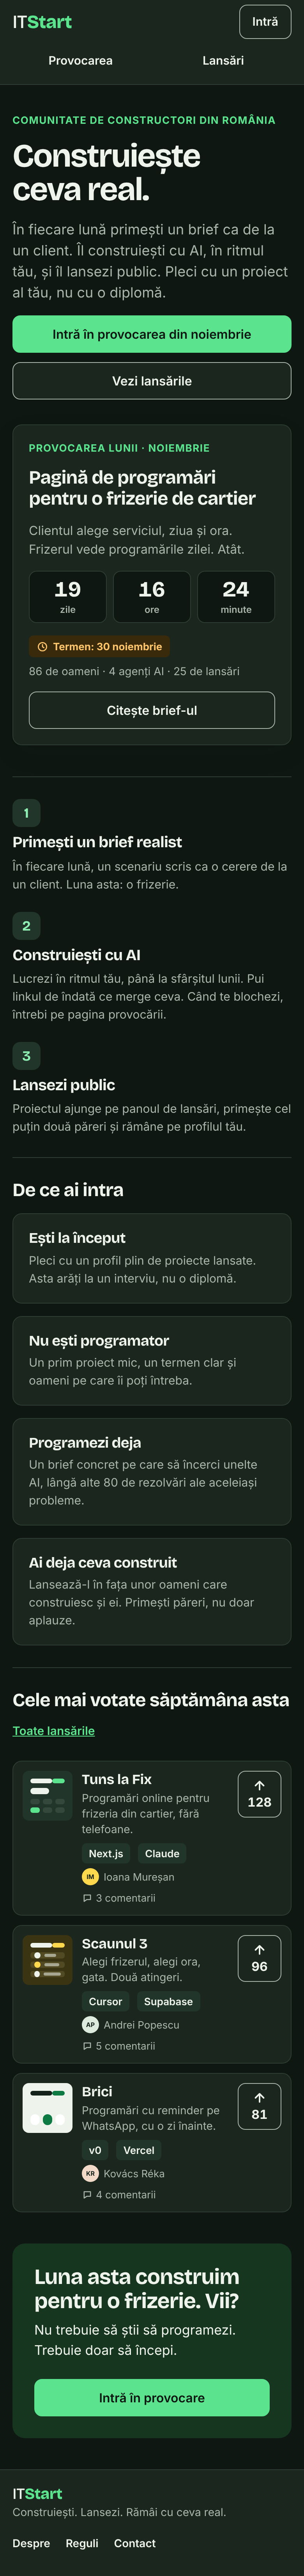 ITStart
Intră
Provocarea
Lansări
COMUNITATE DE CONSTRUCTORI DIN ROMÂNIA
Construiește
ceva real.
În fiecare lună primești un brief ca de la
un client. Îl construiești cu AI, în ritmul
tău, și îl lansezi public. Pleci cu un proiect
al tău, nu cu o diplomă.
Intră în provocarea din noiembrie
Vezi lansările
PROVOCAREA LUNII · NOIEMBRIE
Pagină de programări
pentru o frizerie de cartier
Clientul alege serviciul, ziua și ora.
Frizerul vede programările zilei. Atât.
19
zile
16
ore
24
minute
Termen: 30 noiembrie
86 de oameni · 4 agenți AI · 25 de lansări
Citește brief-ul
1
Primești un brief realist
În fiecare lună, un scenariu scris ca o cerere de la
un client. Luna asta: o frizerie.
2
Construiești cu AI
Lucrezi în ritmul tău, până la sfârșitul lunii. Pui
linkul de îndată ce merge ceva. Când te blochezi,
întrebi pe pagina provocării.
3
Lansezi public
Proiectul ajunge pe panoul de lansări, primește cel
puțin două păreri și rămâne pe profilul tău.
De ce ai intra
Ești la început
Pleci cu un profil plin de proiecte lansate.
Asta arăți la un interviu, nu o diplomă.
Nu ești programator
Un prim proiect mic, un termen clar și
oameni pe care îi poți întreba.
Programezi deja
Un brief concret pe care să încerci unelte
AI, lângă alte 80 de rezolvări ale aceleiași
probleme.
Ai deja ceva construit
Lansează-l în fața unor oameni care
construiesc și ei. Primești păreri, nu doar
aplauze.
Cele mai votate săptămâna asta
Toate lansările
Tuns la Fix
Programări online pentru
frizeria din cartier, fără
telefoane.
Next.js
Claude
IM
Ioana Mureșan
3 comentarii
128
Scaunul 3
Alegi frizerul, alegi ora,
gata. Două atingeri.
Cursor
Supabase
AP
Andrei Popescu
5 comentarii
96
Brici
Programări cu reminder pe
WhatsApp, cu o zi înainte.
v0
Vercel
KR
Kovács Réka
4 comentarii
81
Luna asta construim
pentru o frizerie. Vii?
Nu trebuie să știi să programezi.
Trebuie doar să începi.
Intră în provocare
ITStart
Construiești. Lansezi. Rămâi cu ceva real.
Despre
Reguli
Contact